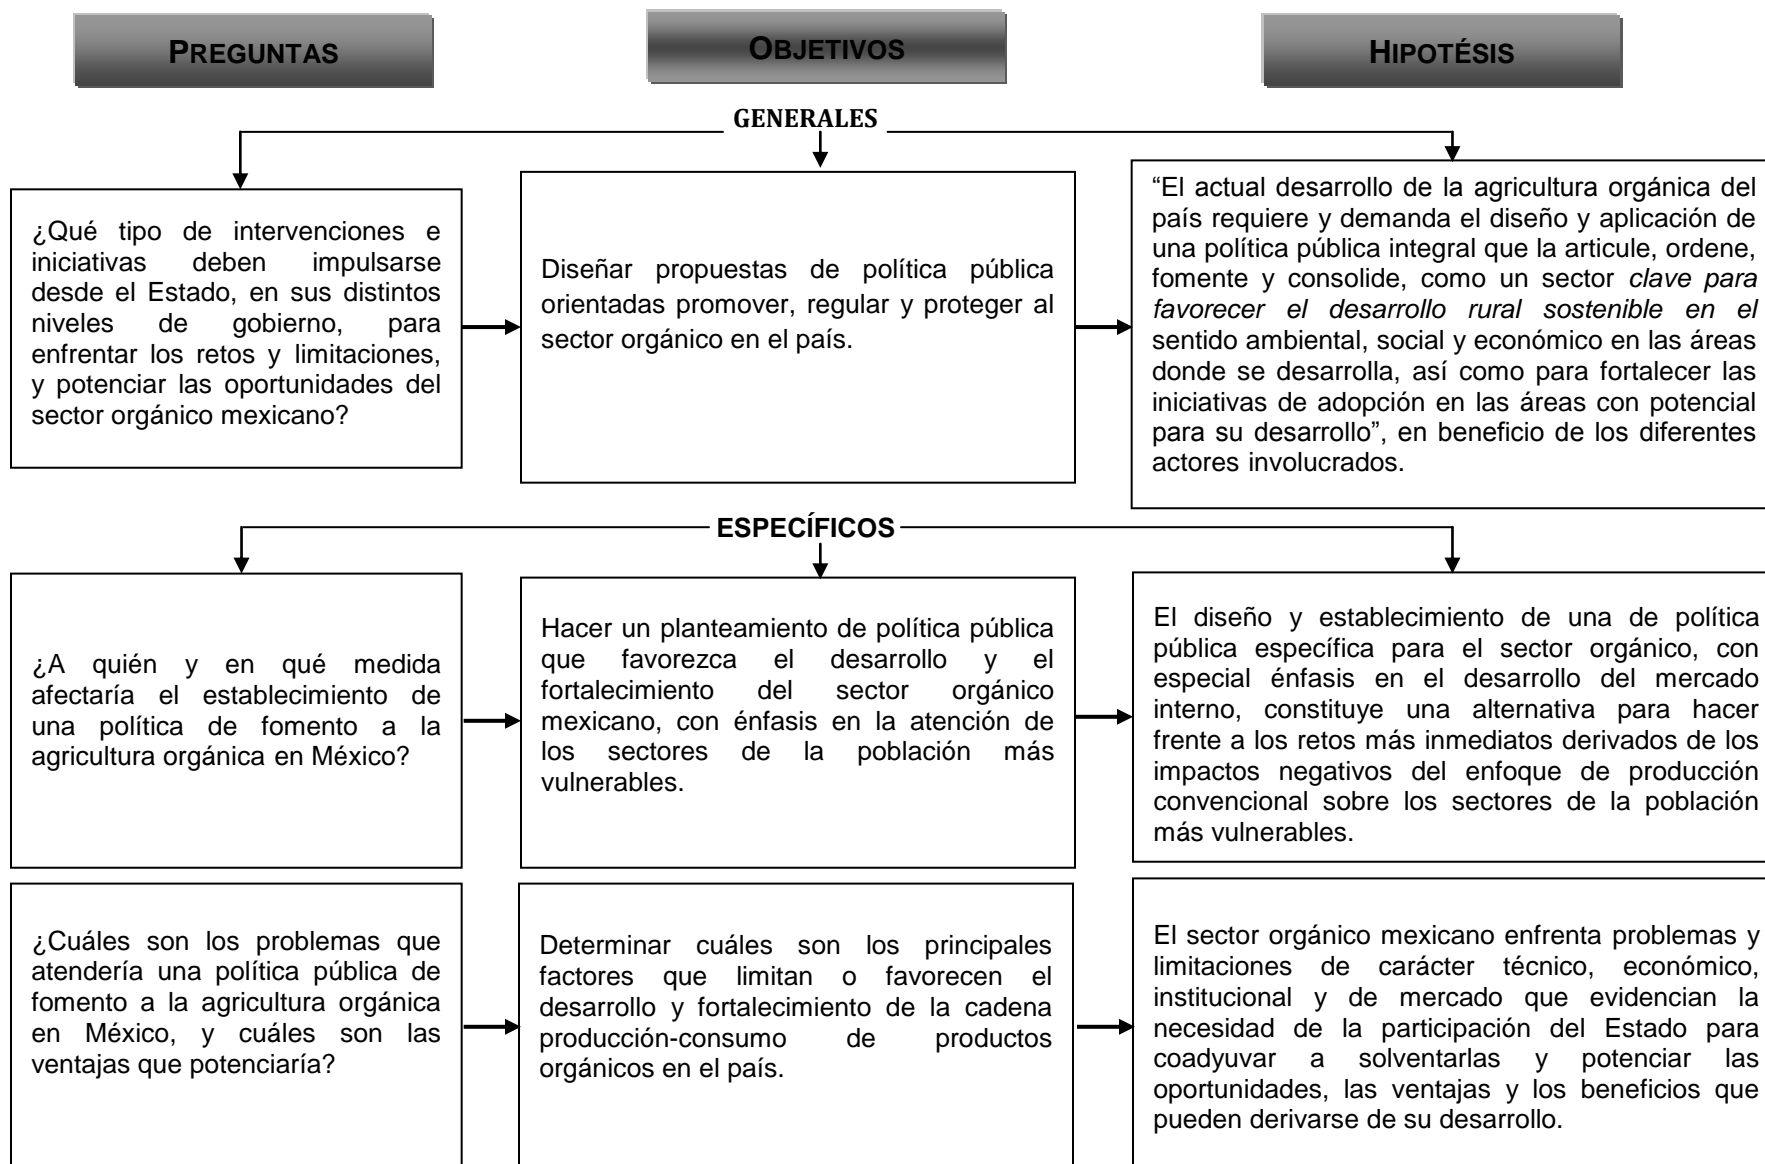 PREGUNTAS
OBJETIVOS
HIPOTÉSIS
GENERALES
¿Qué tipo de intervenciones e
iniciativas deben impulsarse
desde el Estado, en sus distintos
niveles de gobierno, para
enfrentar los retos y limitaciones,
y potenciar las oportunidades del
sector orgánico mexicano?
Diseñar propuestas de política pública
orientadas promover, regular y proteger al
sector orgánico en el país.
“El actual desarrollo de la agricultura orgánica del
país requiere y demanda el diseño y aplicación de
una política pública integral que la articule, ordene,
fomente y consolide, como un sector clave para
favorecer el desarrollo rural sostenible en el
sentido ambiental, social y económico en las áreas
donde se desarrolla, así como para fortalecer las
iniciativas de adopción en las áreas con potencial
para su desarrollo”, en beneficio de los diferentes
actores involucrados.
ESPECÍFICOS
¿A quién y en qué medida
afectaría el establecimiento de
una política de fomento a la
agricultura orgánica en México?
Hacer un planteamiento de política pública
que favorezca el desarrollo y el
fortalecimiento del sector orgánico
mexicano, con énfasis en la atención de
los sectores de la población más
vulnerables.
El diseño y establecimiento de una de política
pública específica para el sector orgánico, con
especial énfasis en el desarrollo del mercado
interno, constituye una alternativa para hacer
frente a los retos más inmediatos derivados de los
impactos negativos del enfoque de producción
convencional sobre los sectores de la población
más vulnerables.
¿Cuáles son los problemas que
atendería una política pública de
fomento a la agricultura orgánica
en México, y cuáles son las
ventajas que potenciaría?
Determinar cuáles son los principales
factores que limitan o favorecen el
desarrollo y fortalecimiento de la cadena
producción-consumo de productos
orgánicos en el país.
El sector orgánico mexicano enfrenta problemas y
limitaciones de carácter técnico, económico,
institucional y de mercado que evidencian la
necesidad de la participación del Estado para
coadyuvar a solventarlas y potenciar las
oportunidades, las ventajas y los beneficios que
pueden derivarse de su desarrollo.